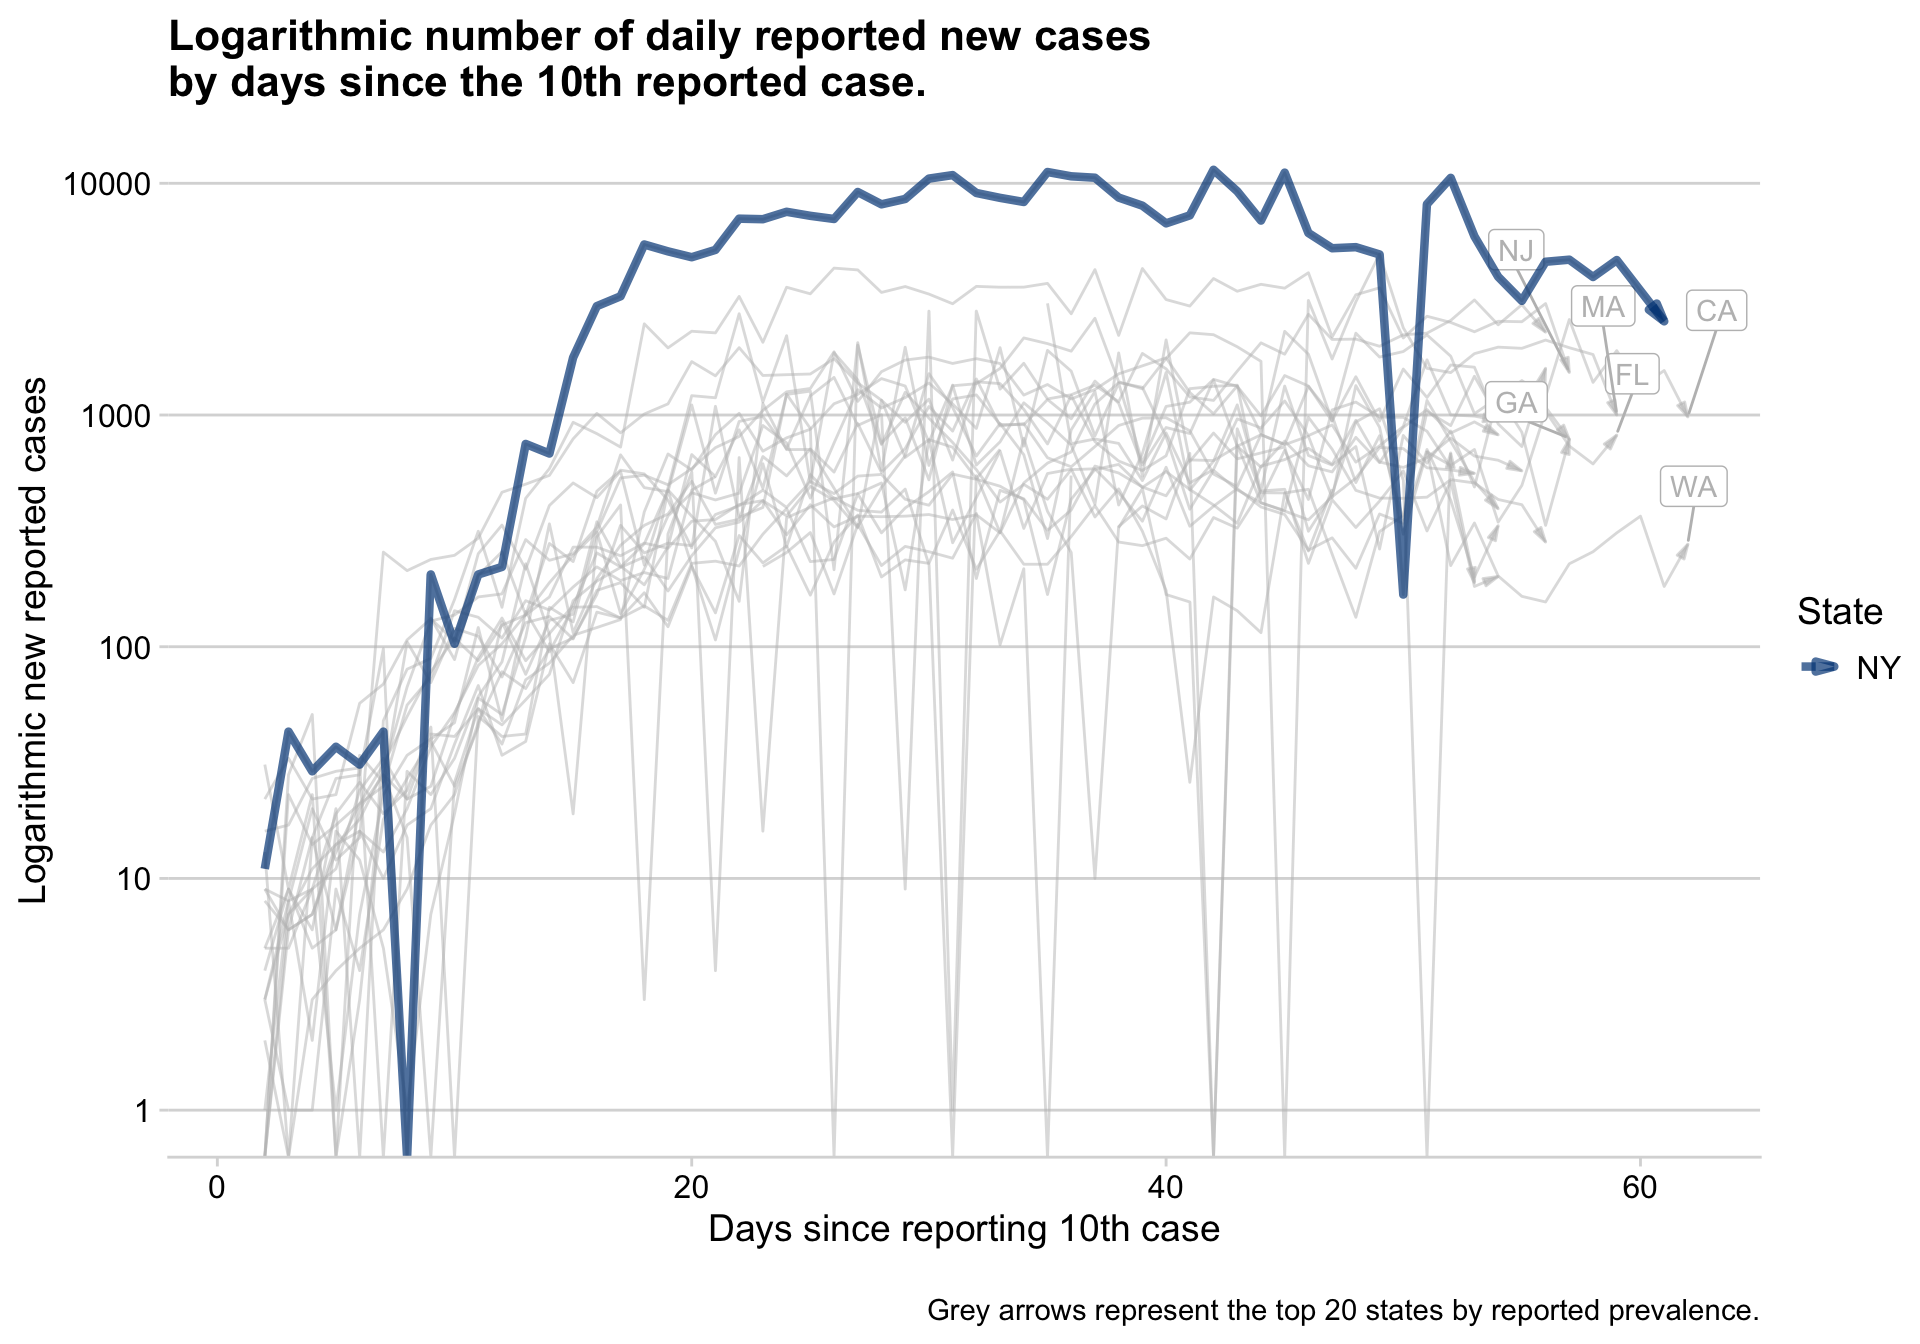 Logarithmic number of daily reported new cases
by days since the 10th reported case.
Logarithmic new reported cases
10000
1000
100
10
1
NJ
MA
CA
FL
GA
WA
State
NY
0
20
40
60
Days since reporting 10th case
Grey arrows represent the top 20 states by reported prevalence.